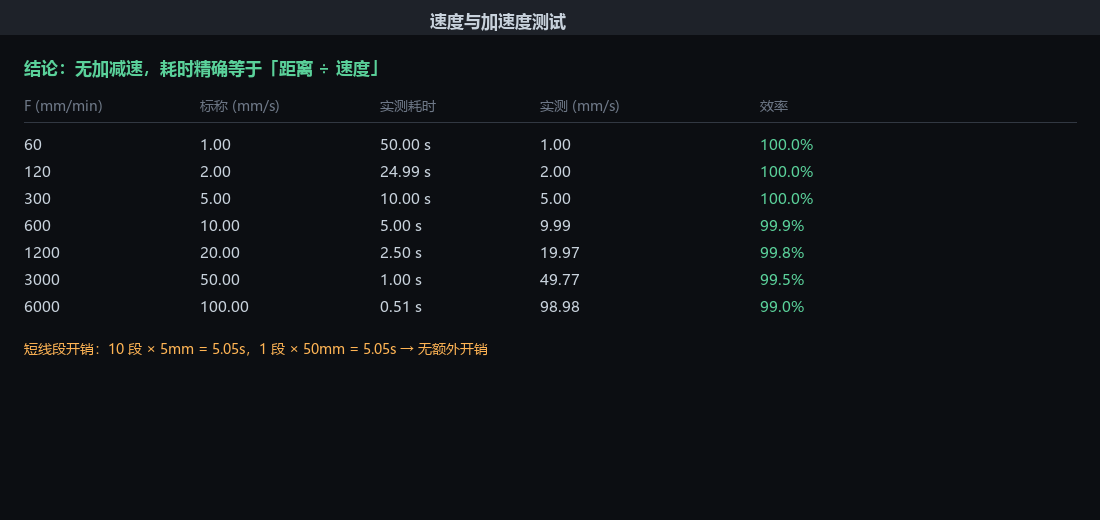 速度与加速度测试
结论：无加减速，耗时精确等于「距离 ÷ 速度」
F (mm/min) 标称 (mm/s) 实测耗时 实测 (mm/s) 效率
60 1.00 50.00 s 1.00 100.0%
120 2.00 24.99 s 2.00 100.0%
300 5.00 10.00 s 5.00 100.0%
600 10.00 5.00 s 9.99 99.9%
1200 20.00 2.50 s 19.97 99.8%
3000 50.00 1.00 s 49.77 99.5%
6000 100.00 0.51 s 98.98 99.0%
短线段开销：10 段 × 5mm = 5.05s，1 段 × 50mm = 5.05s → 无额外开销